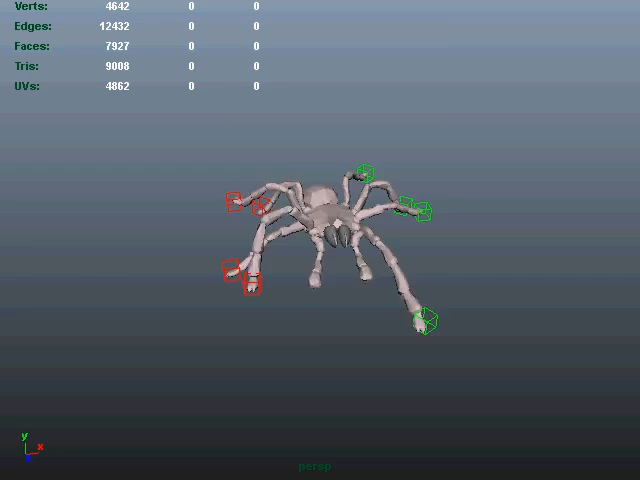 Verts: 4642 0 0
Edges: 12432 0 0
Faces: 7927 0 0
Tris: 9008 0 0
UVs: 4862 0 0
y
x
persp